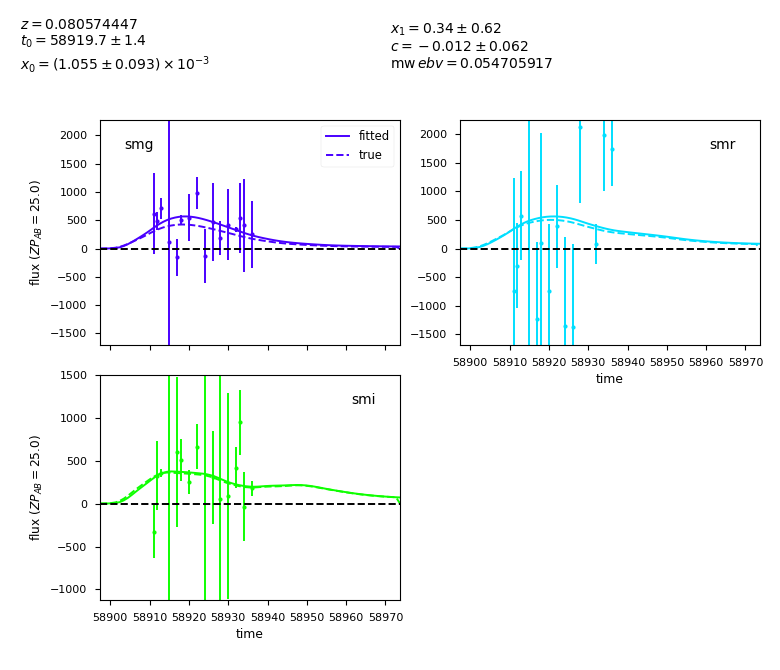 z = 0.080574447
t₀ = 58919.7 ± 1.4
x₀ = (1.055 ± 0.093) × 10⁻³
x₁ = 0.34 ± 0.62
c = −0.012 ± 0.062
mw ebv = 0.054705917
smg
fitted
true
2000
1500
1000
500
0
−500
−1000
−1500
flux (ZP_AB = 25.0)
smr
2000
1500
1000
500
0
−500
−1000
−1500
58900 58910 58920 58930 58940 58950 58960 58970
time
smi
1500
1000
500
0
−500
−1000
flux (ZP_AB = 25.0)
58900 58910 58920 58930 58940 58950 58960 58970
time